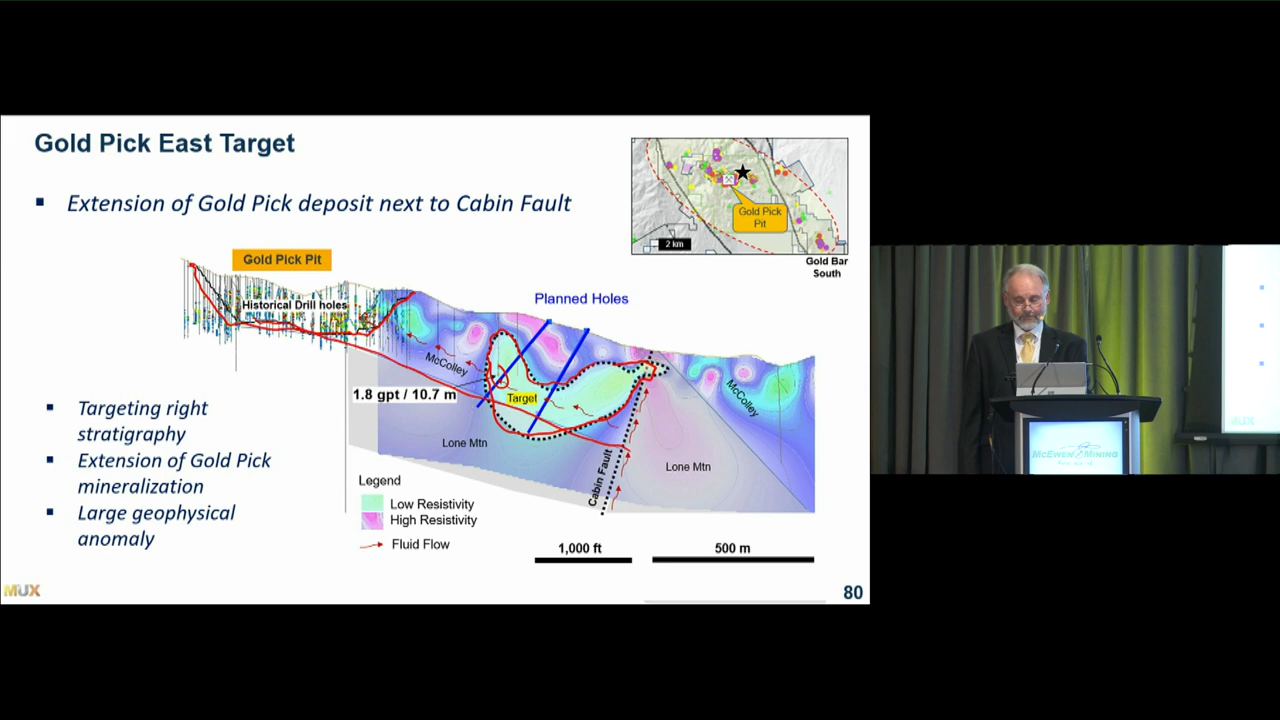 Gold Pick East Target
Extension of Gold Pick deposit next to Cabin Fault
Gold Pick
Pit
2 km
Gold Bar
South
Gold Pick Pit
Historical Drill holes
Planned Holes
McColley
McColley
1.8 gpt / 10.7 m
Target
Lone Mtn
Lone Mtn
Cabin Fault
Targeting right
stratigraphy
Extension of Gold Pick
mineralization
Large geophysical
anomaly
Legend
Low Resistivity
High Resistivity
Fluid Flow
1,000 ft
500 m
MUX
80
McEwen Mining
MUX